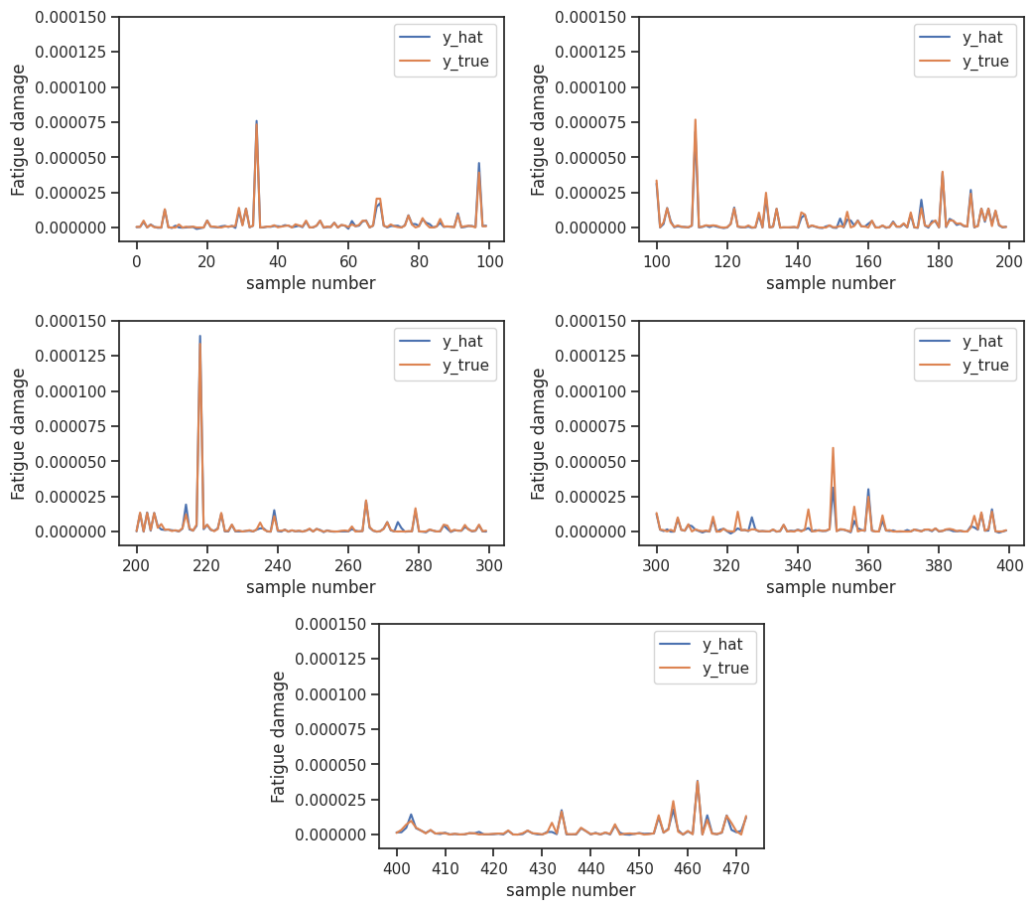 0.000150
0.000125
0.000100
0.000075
0.000050
0.000025
0.000000
Fatigue damage
y_hat
y_true
0 20 40 60 80 100
sample number
0.000150
0.000125
0.000100
0.000075
0.000050
0.000025
0.000000
Fatigue damage
y_hat
y_true
100 120 140 160 180 200
sample number
0.000150
0.000125
0.000100
0.000075
0.000050
0.000025
0.000000
Fatigue damage
y_hat
y_true
200 220 240 260 280 300
sample number
0.000150
0.000125
0.000100
0.000075
0.000050
0.000025
0.000000
Fatigue damage
y_hat
y_true
300 320 340 360 380 400
sample number
0.000150
0.000125
0.000100
0.000075
0.000050
0.000025
0.000000
Fatigue damage
y_hat
y_true
400 410 420 430 440 450 460 470
sample number